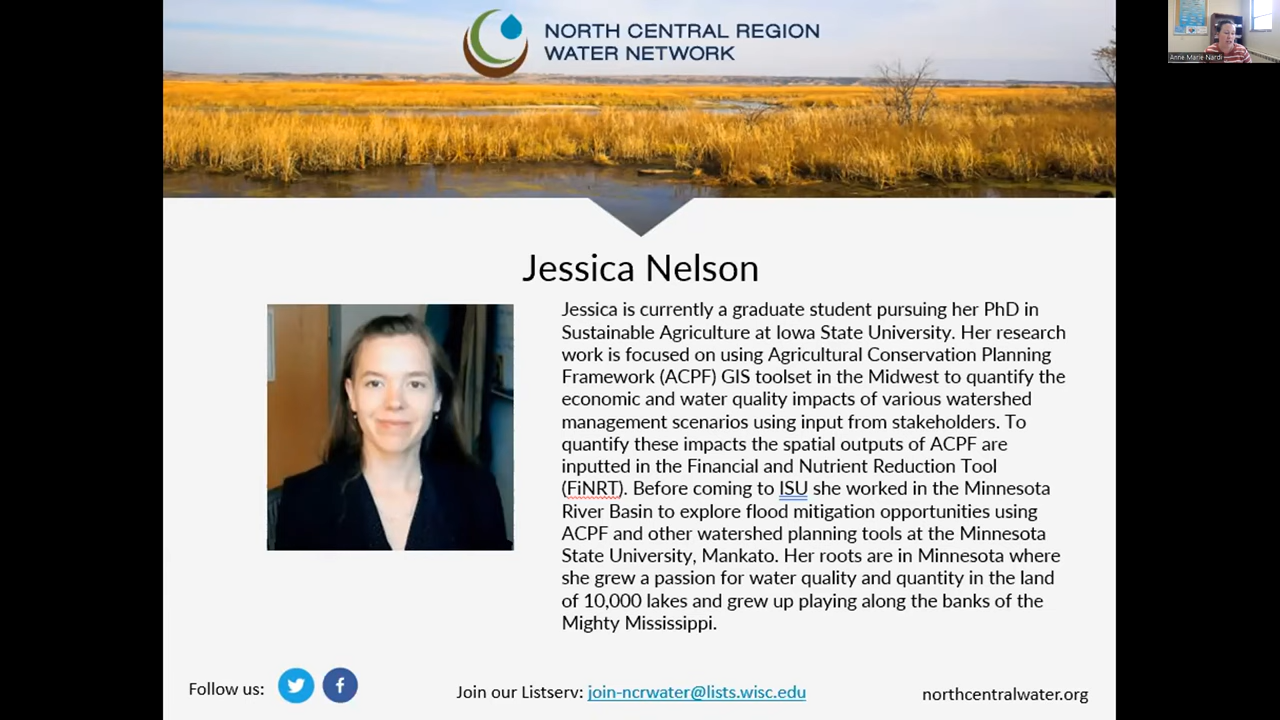 NORTH CENTRAL REGION
WATER NETWORK
Anne Marie Nardi
Jessica Nelson
Jessica is currently a graduate student pursuing her PhD in
Sustainable Agriculture at Iowa State University. Her research
work is focused on using Agricultural Conservation Planning
Framework (ACPF) GIS toolset in the Midwest to quantify the
economic and water quality impacts of various watershed
management scenarios using input from stakeholders. To
quantify these impacts the spatial outputs of ACPF are
inputted in the Financial and Nutrient Reduction Tool
(FiNRT). Before coming to ISU she worked in the Minnesota
River Basin to explore flood mitigation opportunities using
ACPF and other watershed planning tools at the Minnesota
State University, Mankato. Her roots are in Minnesota where
she grew a passion for water quality and quantity in the land
of 10,000 lakes and grew up playing along the banks of the
Mighty Mississippi.
Follow us:
Join our Listserv: join-ncrwater@lists.wisc.edu
northcentralwater.org